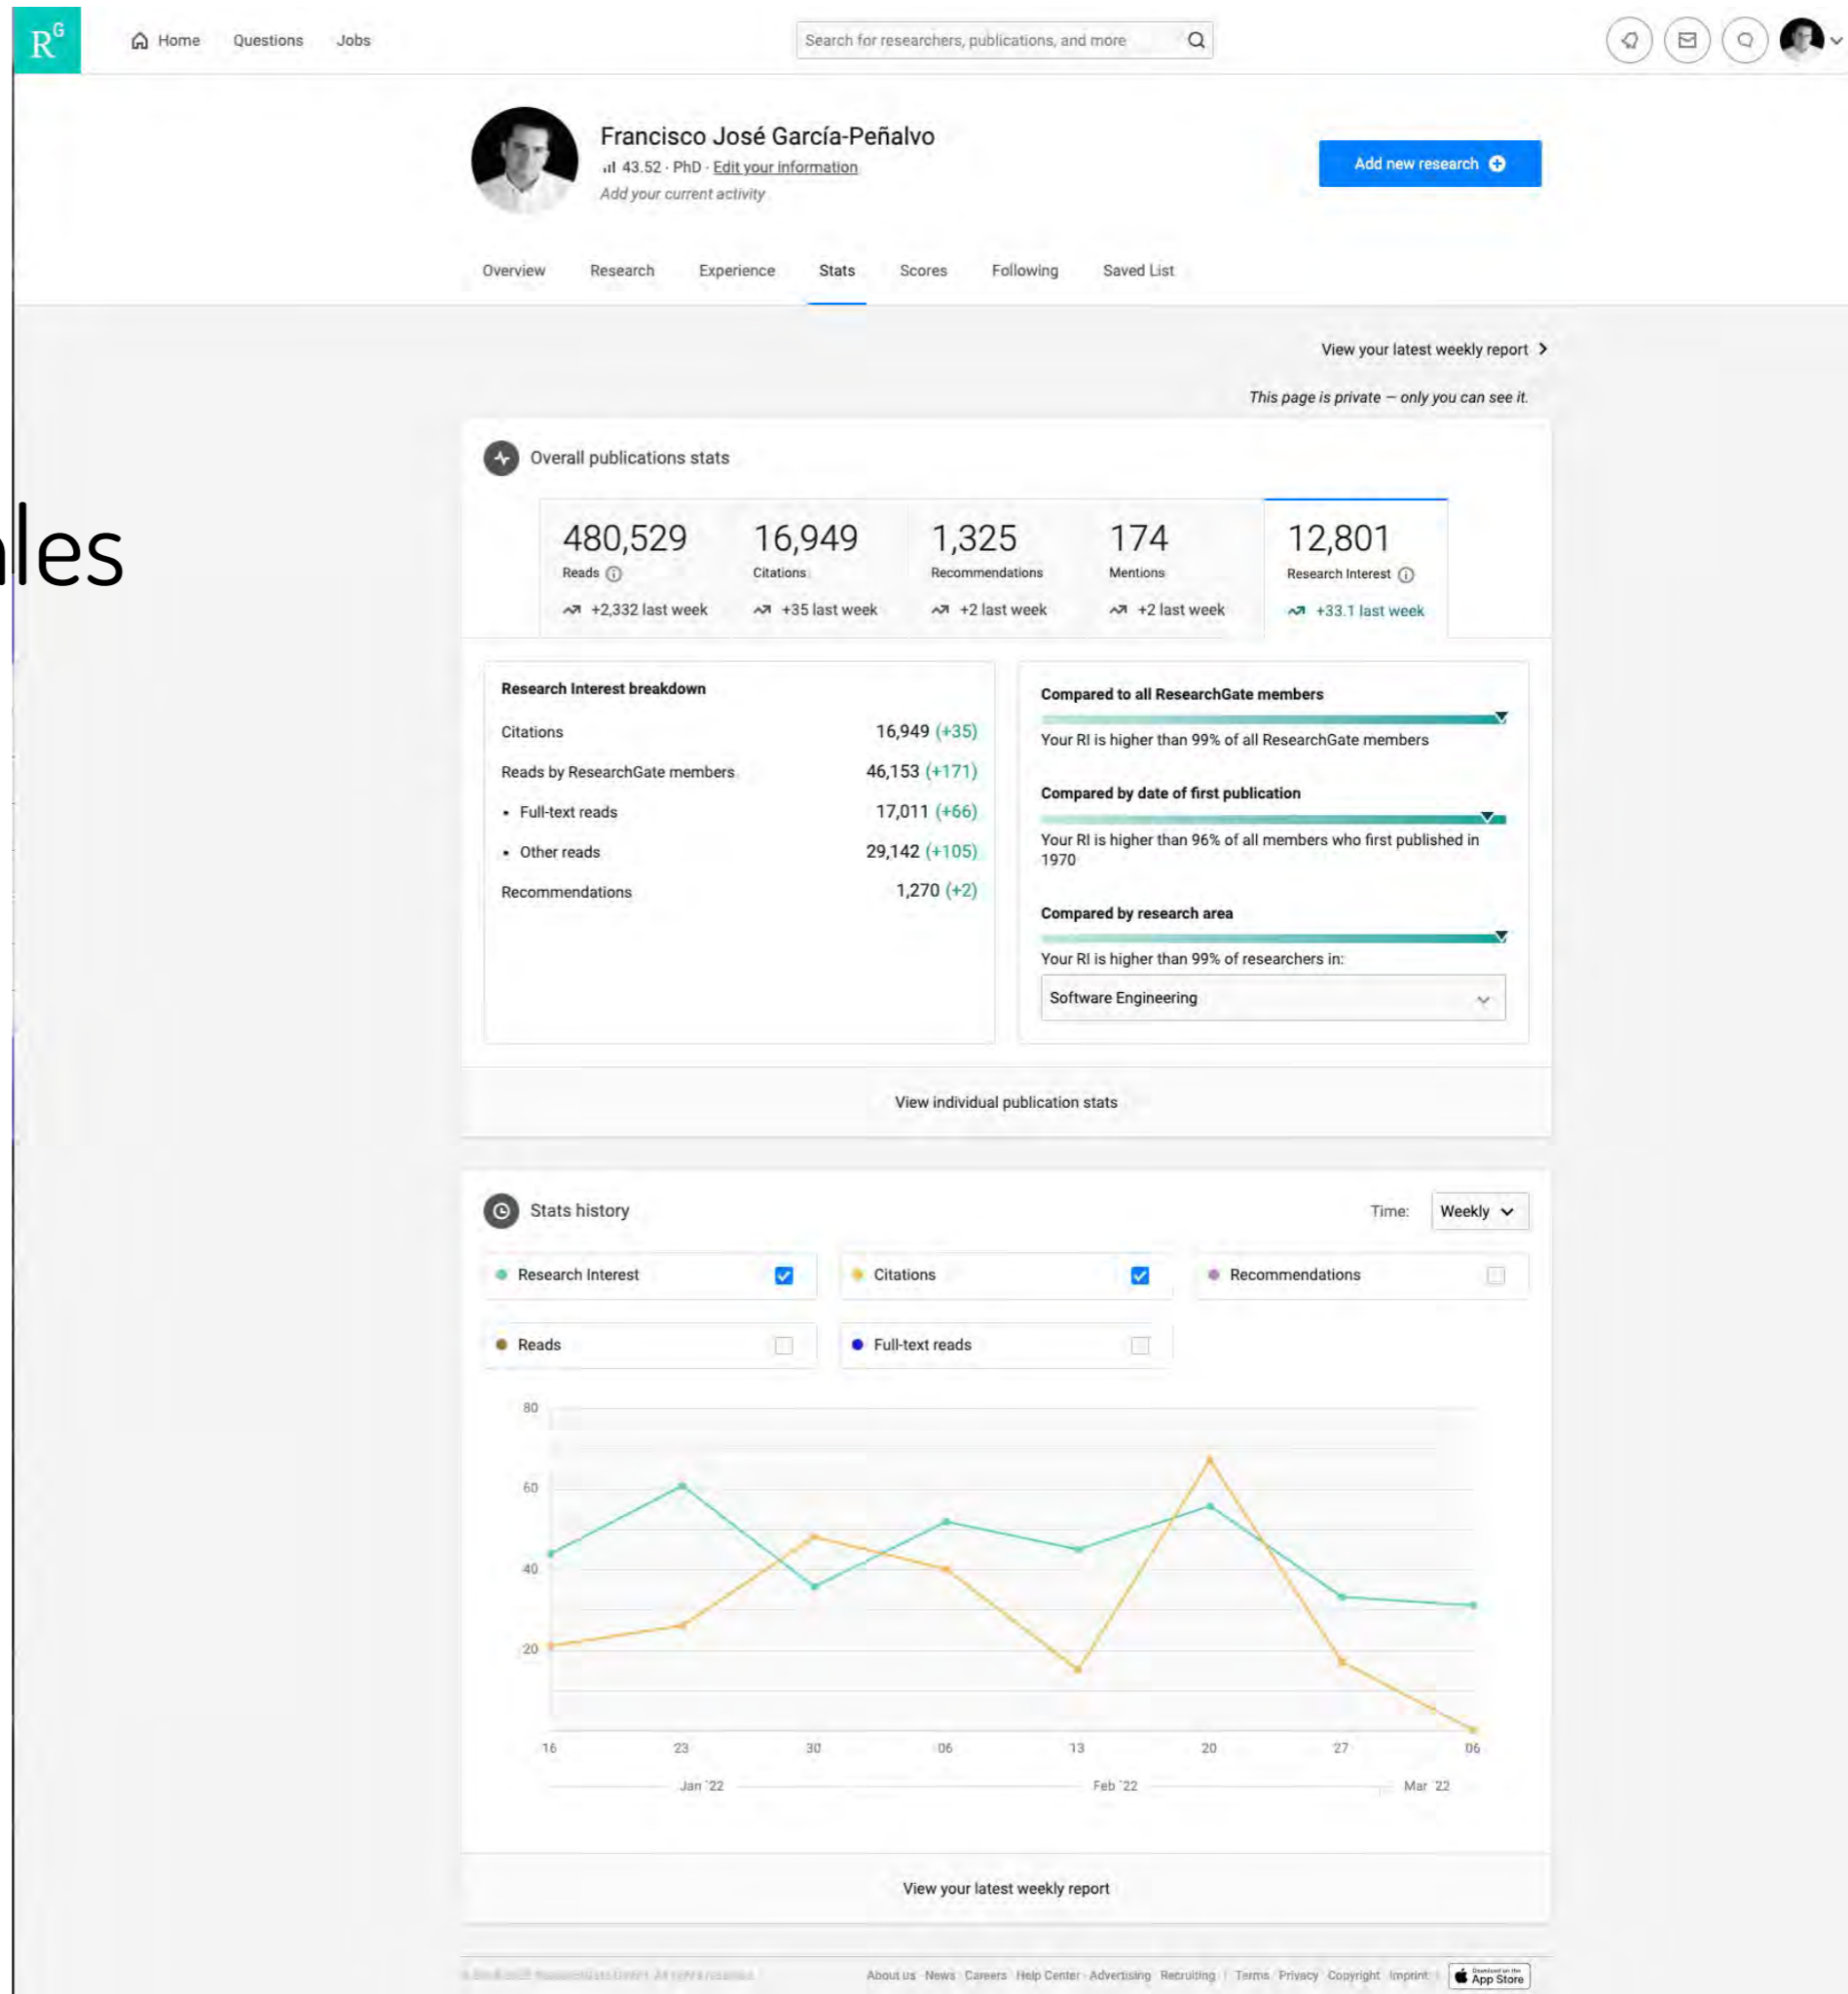 RG Home Questions Jobs Search for researchers, publications, and more
Francisco José García-Peñalvo
43.52 · PhD · Edit your information
Add your current activity
Add new research
Overview Research Experience Stats Scores Following Saved List
View your latest weekly report
This page is private — only you can see it.
Overall publications stats
les
480,529 16,949 1,325 174 12,801
Reads Citations Recommendations Mentions Research Interest
+2,332 last week +35 last week +2 last week +2 last week +33.1 last week
Research Interest breakdown
Citations 16,949 (+35)
Reads by ResearchGate members 46,153 (+171)
• Full-text reads 17,011 (+66)
• Other reads 29,142 (+105)
Recommendations 1,270 (+2)
Compared to all ResearchGate members
Your RI is higher than 99% of all ResearchGate members
Compared by date of first publication
Your RI is higher than 96% of all members who first published in
1970
Compared by research area
Your RI is higher than 99% of researchers in:
Software Engineering
View individual publication stats
Stats history Time: Weekly
Research Interest Citations Recommendations
Reads Full-text reads
80
60
40
20
16 23 30 06 13 20 27 06
Jan '22 Feb '22 Mar '22
View your latest weekly report
About us News Careers Help Center Advertising Recruiting | Terms Privacy Copyright Imprint | Download on the App Store